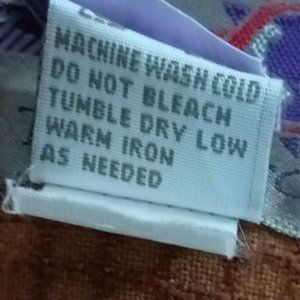 MACHINE WASH COLD
DO NOT BLEACH
TUMBLE DRY LOW
WARM IRON
AS NEEDED